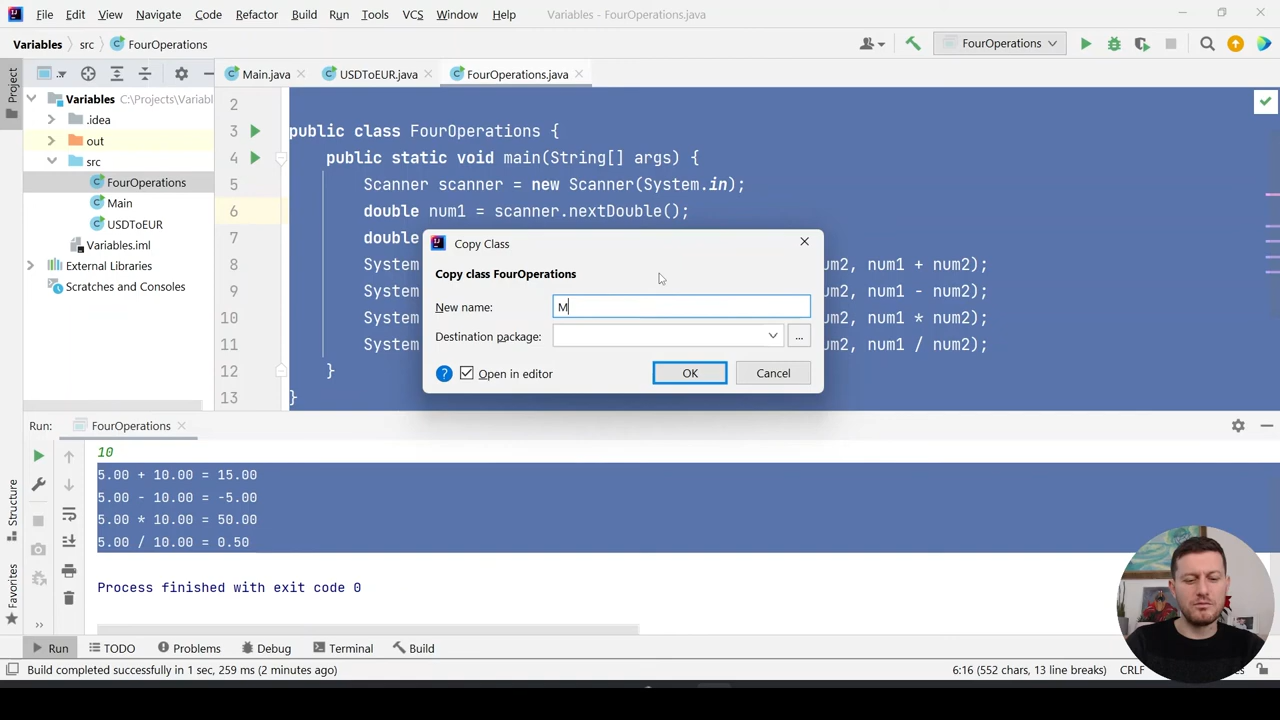 File Edit View Navigate Code Refactor Build Run Tools VCS Window Help Variables - FourOperations.java
Variables src FourOperations FourOperations
Project
Main.java USDToEUR.java FourOperations.java
Variables C:\Projects\Variabl
.idea
out
src
FourOperations
Main
USDToEUR
Variables.iml
External Libraries
Scratches and Consoles
2
3 public class FourOperations {
4 public static void main(String[] args) {
5 Scanner scanner = new Scanner(System.in);
6 double num1 = scanner.nextDouble();
7 double
8 System um2, num1 + num2);
9 System um2, num1 - num2);
10 System um2, num1 * num2);
11 System um2, num1 / num2);
12 }
13 }
Copy Class
Copy class FourOperations
New name: M
Destination package: ...
? Open in editor OK Cancel
Run: FourOperations
10
5.00 + 10.00 = 15.00
5.00 - 10.00 = -5.00
5.00 * 10.00 = 50.00
5.00 / 10.00 = 0.50
Process finished with exit code 0
Structure
Favorites
Run TODO Problems Debug Terminal Build
Build completed successfully in 1 sec, 259 ms (2 minutes ago) 6:16 (552 chars, 13 line breaks) CRLF